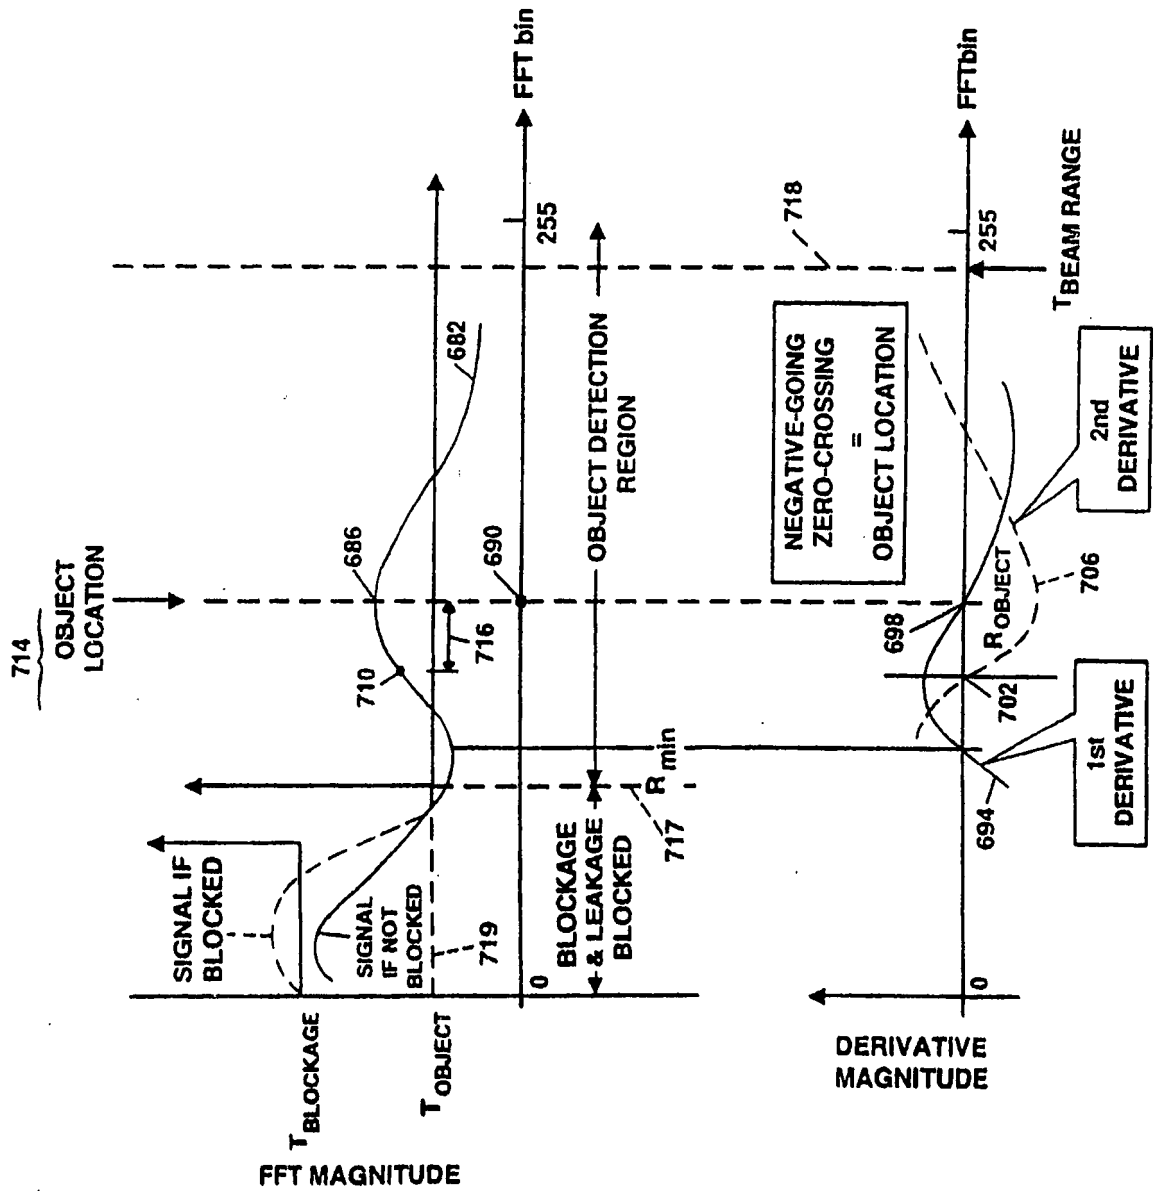 714
OBJECT
LOCATION
FFT MAGNITUDE
T BLOCKAGE
T OBJECT
SIGNAL IF
BLOCKED
SIGNAL
IF NOT
BLOCKED
719
710
716
686
690
682
0
255
FFT bin
BLOCKAGE
& LEAKAGE
BLOCKED
R min
717
OBJECT DETECTION
REGION
718
DERIVATIVE
MAGNITUDE
0
694
1st
DERIVATIVE
702
698
R OBJECT
706
2nd
DERIVATIVE
NEGATIVE-GOING
ZERO-CROSSING
=
OBJECT LOCATION
255
FFTbin
T BEAM RANGE